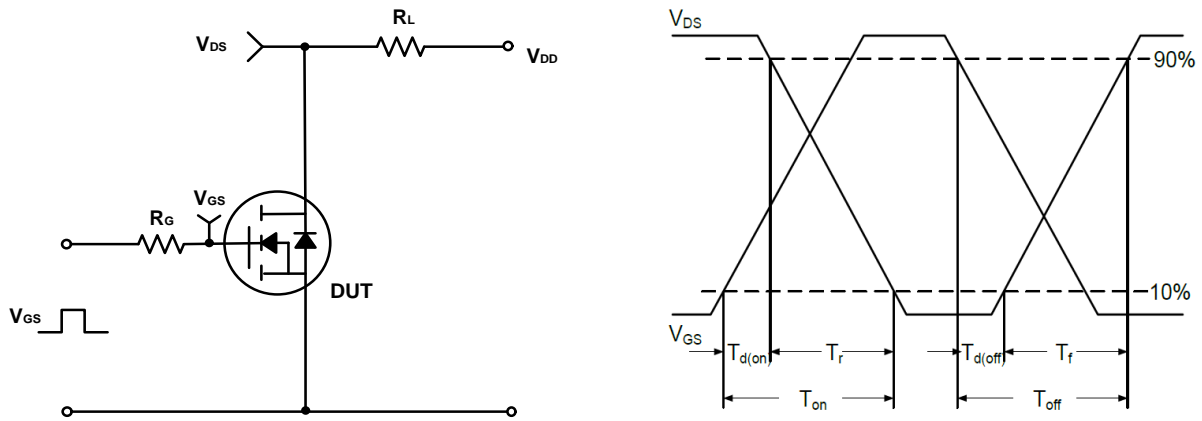 RL
VDS
VDD
VGS
RG
DUT
VGS
VDS
90%
10%
VGS
Td(on)
Tr
Td(off)
Tf
Ton
Toff